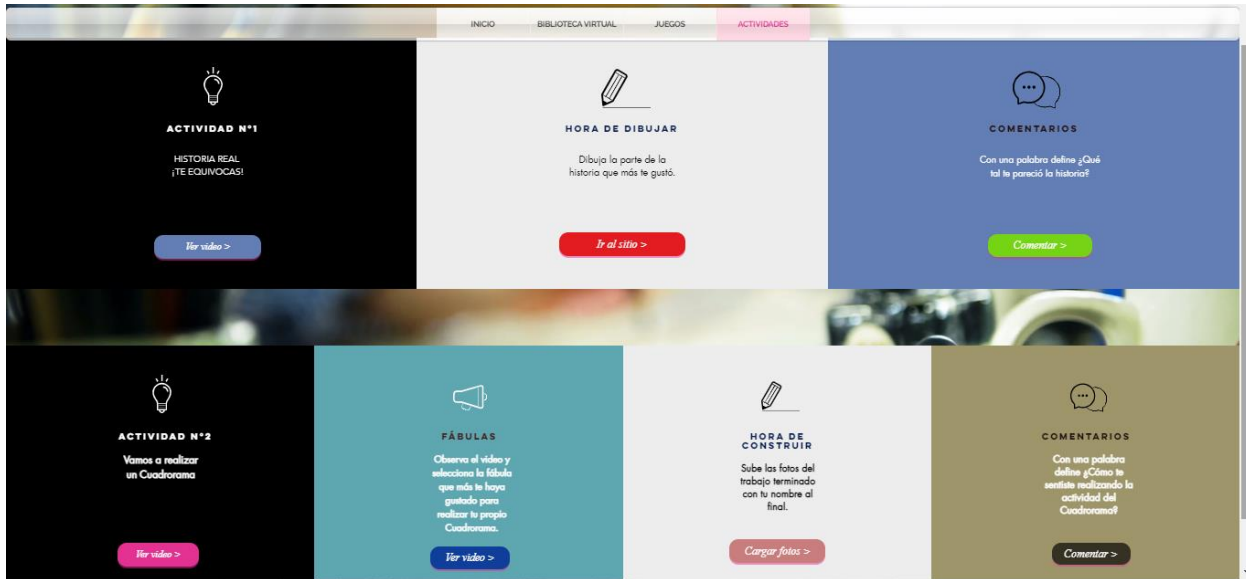 INICIO BIBLIOTECA VIRTUAL JUEGOS ACTIVIDADES
ACTIVIDAD N°1
HISTORIA REAL
¡TE EQUIVOCAS!
Ver video >
HORA DE DIBUJAR
Dibuja la parte de la
historia que más te gustó.
Ir al sitio >
COMENTARIOS
Con una palabra define ¿Qué
tal te pareció la historia?
Comentar >
ACTIVIDAD N°2
Vamos a realizar
un Cuadrorama
Ver video >
FÁBULAS
Observa el video y
selecciona la fábula
que más te haya
gustado para
realizar tu propio
Cuadrorama.
Ver video >
HORA DE
CONSTRUIR
Sube las fotos del
trabajo terminado
con tu nombre al
final.
Cargar fotos >
COMENTARIOS
Con una palabra
define ¿Cómo te
sentiste realizando la
actividad del
Cuadrorama?
Comentar >